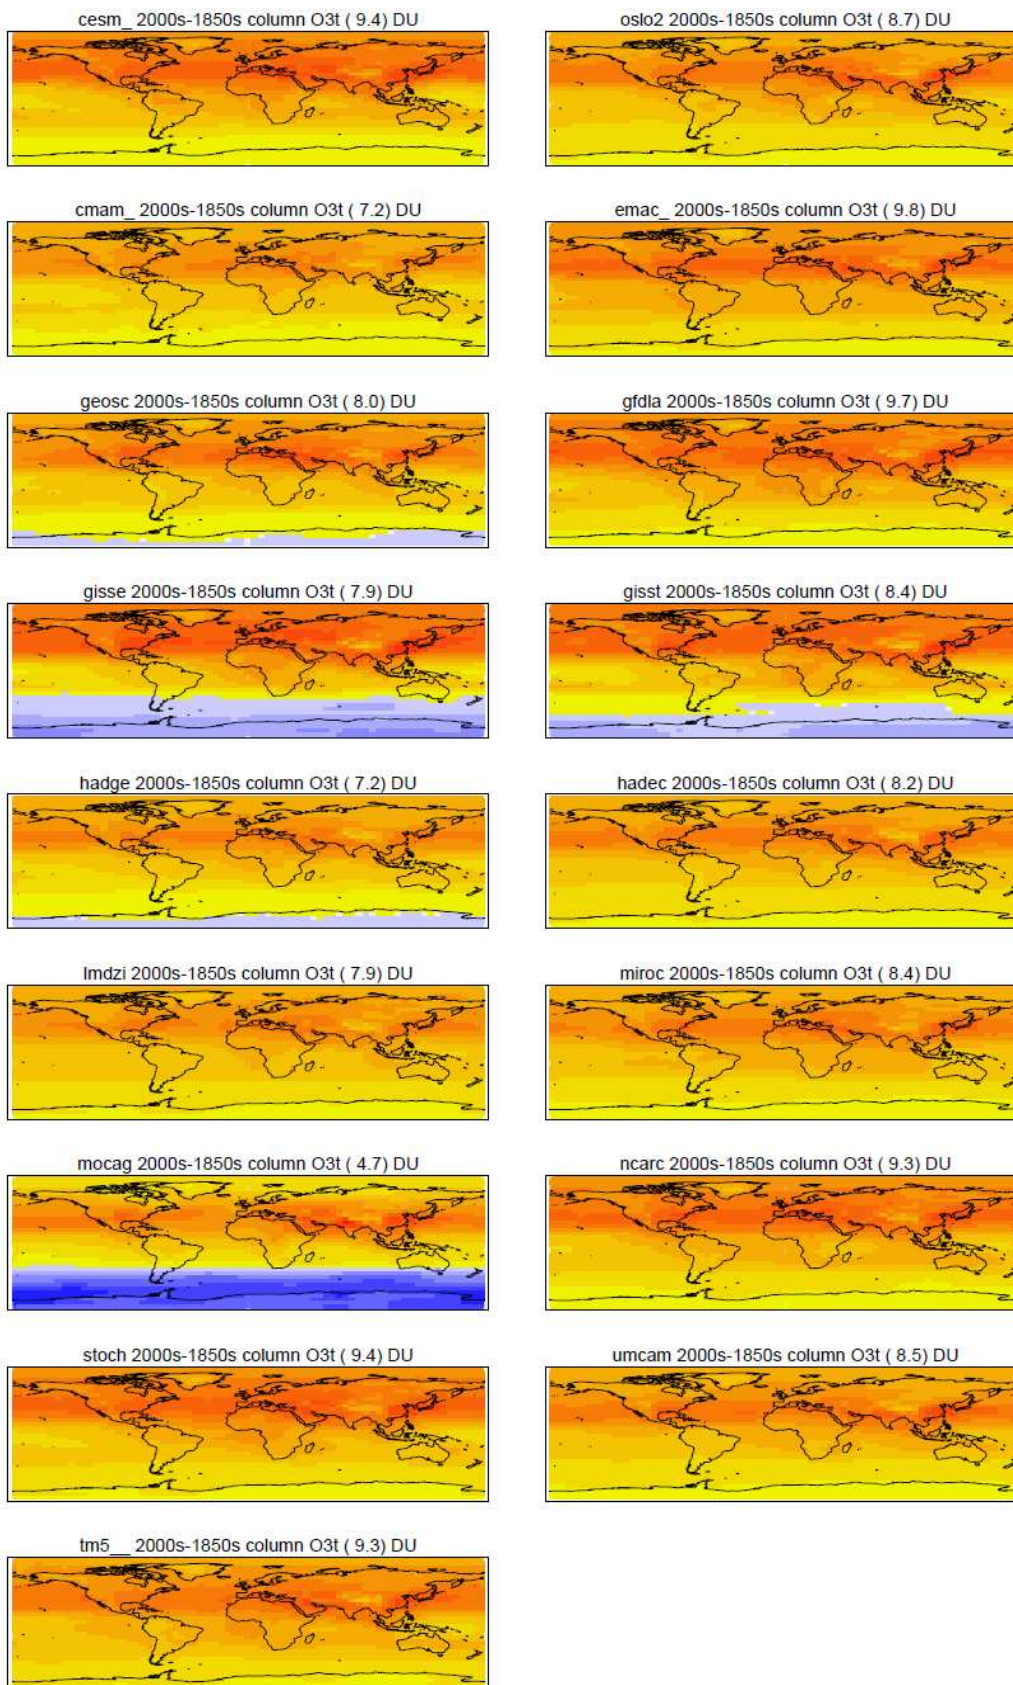 cesm_ 2000s-1850s column O3t ( 9.4) DU
oslo2 2000s-1850s column O3t ( 8.7) DU
cmam_ 2000s-1850s column O3t ( 7.2) DU
emac_ 2000s-1850s column O3t ( 9.8) DU
geosc 2000s-1850s column O3t ( 8.0) DU
gfdla 2000s-1850s column O3t ( 9.7) DU
gisse 2000s-1850s column O3t ( 7.9) DU
gisst 2000s-1850s column O3t ( 8.4) DU
hadge 2000s-1850s column O3t ( 7.2) DU
hadec 2000s-1850s column O3t ( 8.2) DU
lmdzi 2000s-1850s column O3t ( 7.9) DU
miroc 2000s-1850s column O3t ( 8.4) DU
mocag 2000s-1850s column O3t ( 4.7) DU
ncarc 2000s-1850s column O3t ( 9.3) DU
stoch 2000s-1850s column O3t ( 9.4) DU
umcam 2000s-1850s column O3t ( 8.5) DU
tm5__ 2000s-1850s column O3t ( 9.3) DU